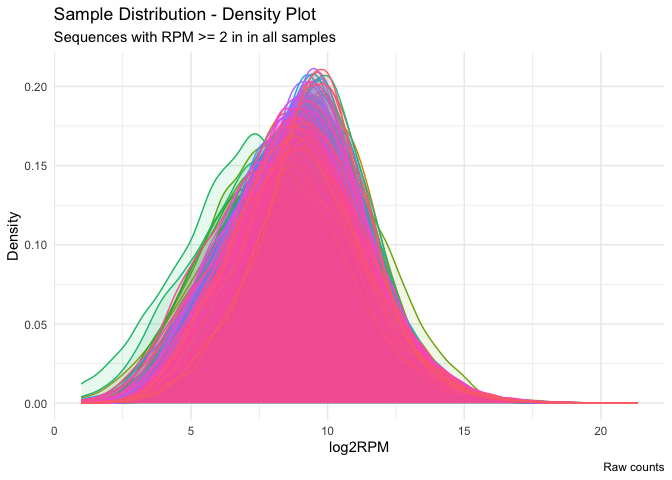 Sample Distribution - Density Plot
Sequences with RPM >= 2 in in all samples
Density
0.20
0.15
0.10
0.05
0.00
0
5
10
15
20
log2RPM
Raw counts